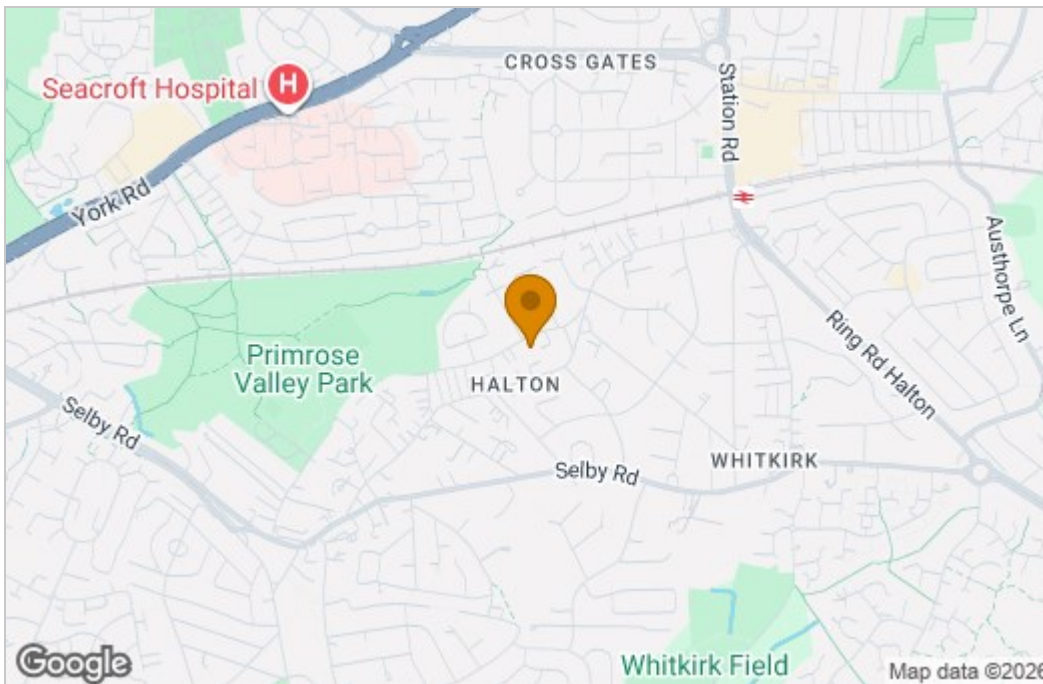 CROSS GATES
Seacroft Hospital
H
Station Rd
York Rd
Austhorpe Ln
Primrose
Valley Park
HALTON
Ring Rd Halton
Selby Rd
Selby Rd
WHITKIRK
Whitkirk Field
Google
Map data ©2026